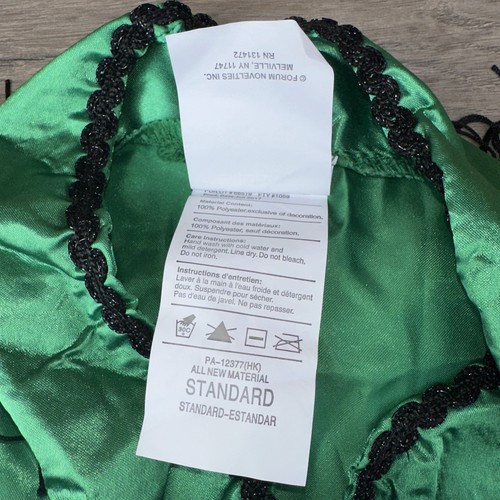 © FORUM NOVELTIES INC.
MELVILLE, NY 11747
RN 131472
Material Content:
100% Polyester,exclusive of decoration.
Composant des matériaux:
100% Polyester, sauf décoration.
Care Instructions:
Hand wash with cold water and
mild detergent. Line dry. Do not bleach.
Do not iron.
Instructions d'entretien:
Laver à la main à l'eau froide et détergent
doux. Suspendre pour sécher.
Pas d'eau de javel. Ne pas repasser.
PA-12377(HK)
ALL NEW MATERIAL
STANDARD
STANDARD-ESTANDAR